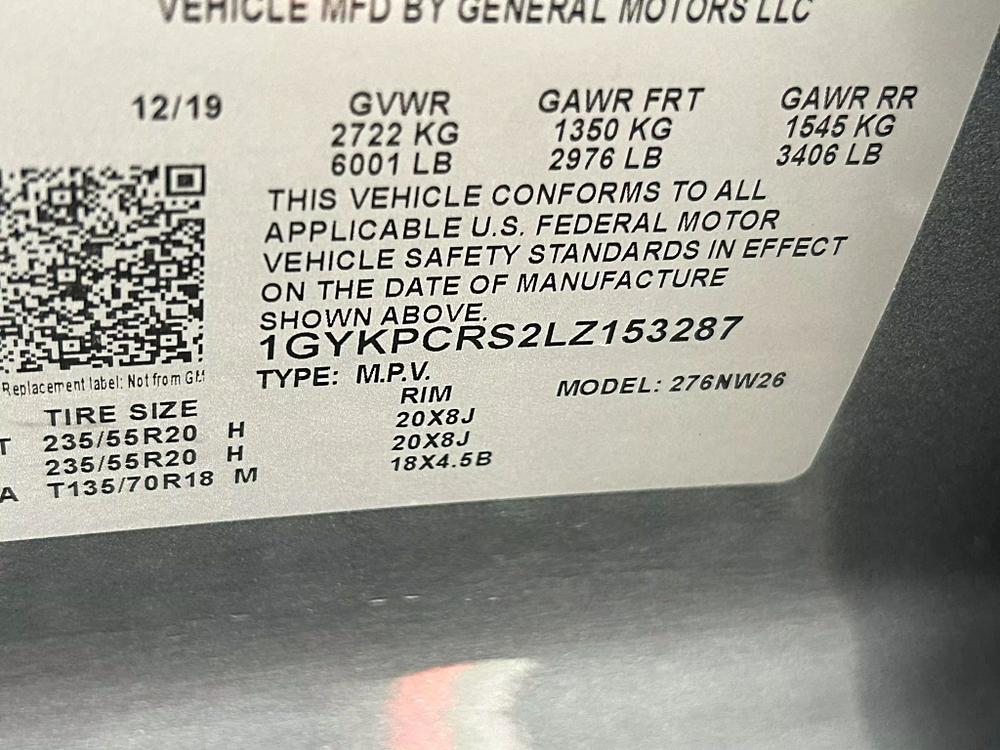 VEHICLE MFD BY GENERAL MOTORS LLC
12/19 GVWR GAWR FRT GAWR RR
2722 KG 1350 KG 1545 KG
6001 LB 2976 LB 3406 LB
THIS VEHICLE CONFORMS TO ALL
APPLICABLE U.S. FEDERAL MOTOR
VEHICLE SAFETY STANDARDS IN EFFECT
ON THE DATE OF MANUFACTURE
SHOWN ABOVE.
1GYKPCRS2LZ153287
Replacement label: Not from GM
TYPE: M.P.V. MODEL: 276NW26
TIRE SIZE RIM
T 235/55R20 H 20X8J
235/55R20 H 20X8J
A T135/70R18 M 18X4.5B